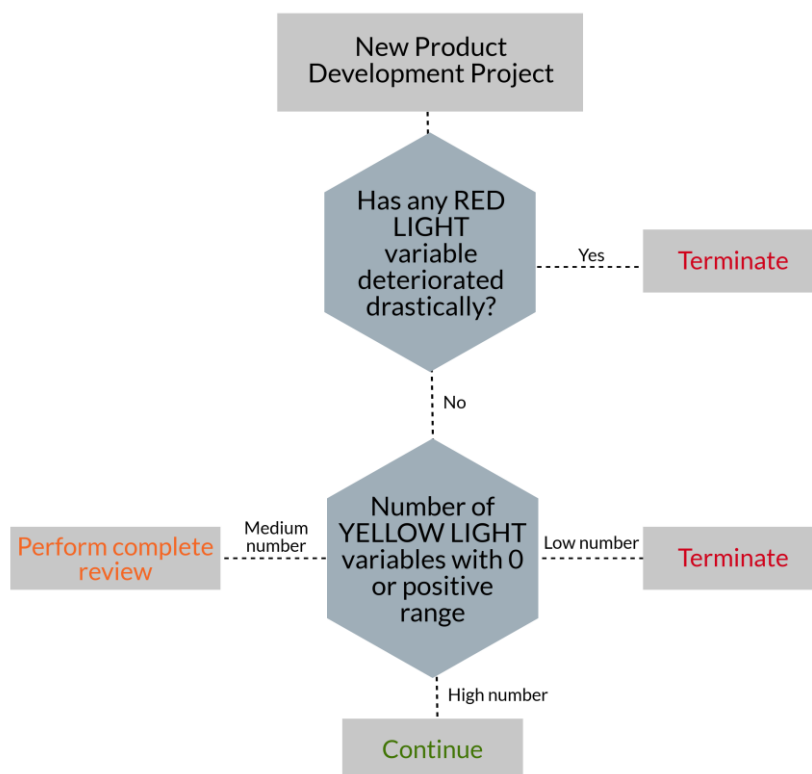 New Product
Development Project
Has any RED
LIGHT
variable
deteriorated
drastically?
Yes
Terminate
No
Number of
YELLOW LIGHT
variables with 0
or positive
range
Medium
number
Perform complete
review
Low number
Terminate
High number
Continue